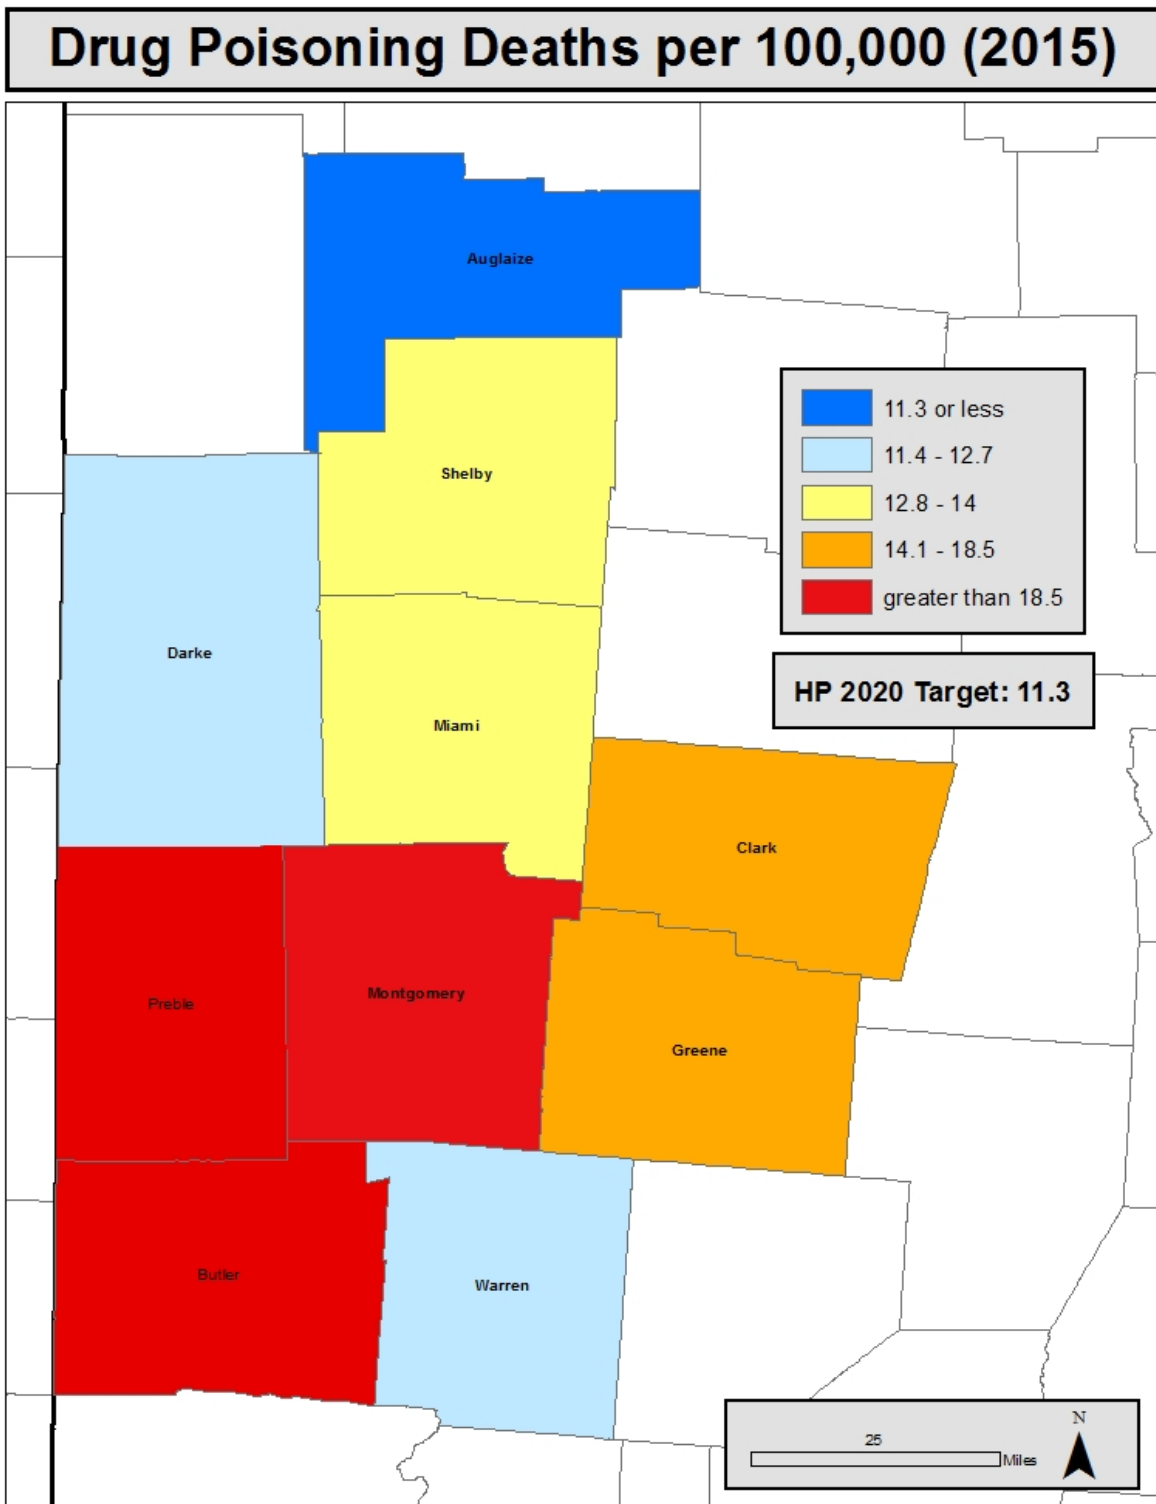 Drug Poisoning Deaths per 100,000 (2015)
Auglaize
11.3 or less
11.4 - 12.7
Shelby
12.8 - 14
14.1 - 18.5
greater than 18.5
Darke
HP 2020 Target: 11.3
Miami
Clark
Montgomery
Preble
Greene
Butler
Warren
N
25
Miles